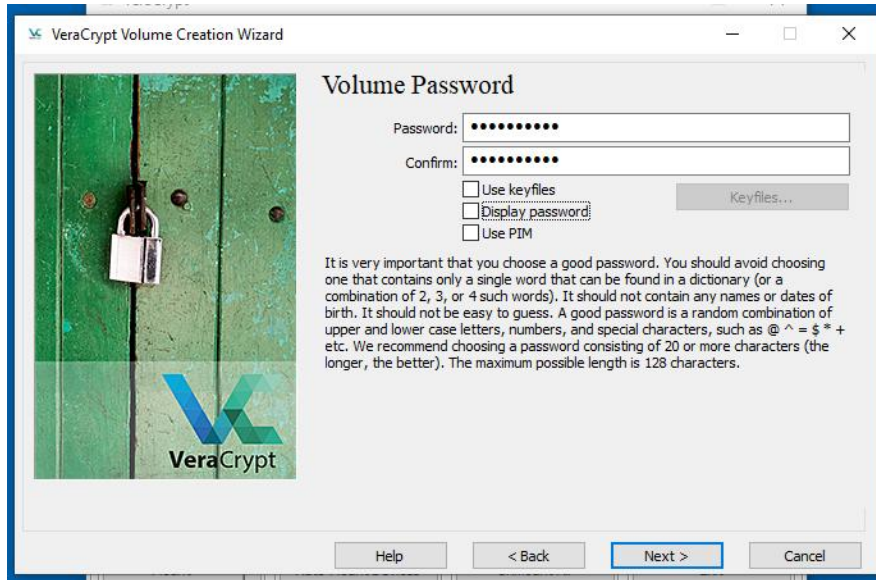 VeraCrypt Volume Creation Wizard
Volume Password
Password: ••••••••••
Confirm: ••••••••••
Use keyfiles
Keyfiles...
Display password
Use PIM
It is very important that you choose a good password. You should avoid choosing
one that contains only a single word that can be found in a dictionary (or a
combination of 2, 3, or 4 such words). It should not contain any names or dates of
birth. It should not be easy to guess. A good password is a random combination of
upper and lower case letters, numbers, and special characters, such as @ ^ = $ * +
etc. We recommend choosing a password consisting of 20 or more characters (the
longer, the better). The maximum possible length is 128 characters.
VeraCrypt
Help
< Back
Next >
Cancel